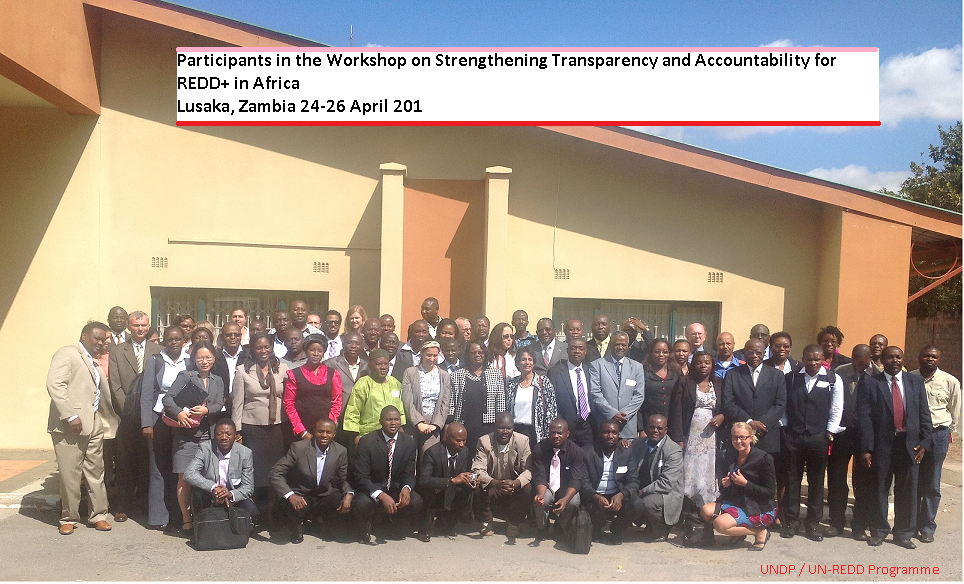 Participants in the Workshop on Strengthening Transparency and Accountability for
REDD+ in Africa
Lusaka, Zambia 24-26 April 201
UNDP / UN-REDD Programme